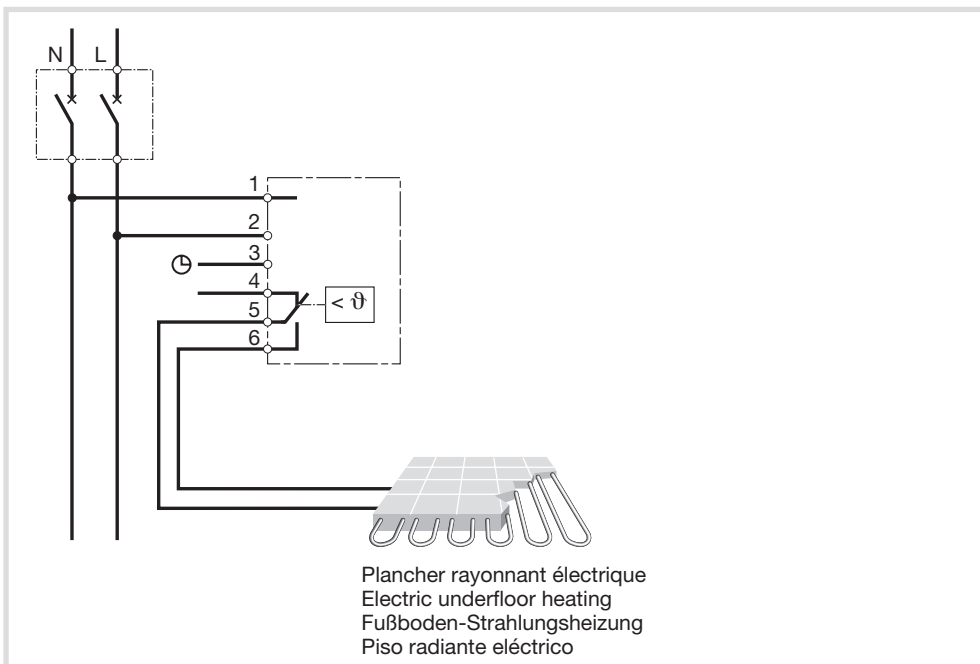 N L
1
2
3
4
< ϑ
5
6
Plancher rayonnant électrique
Electric underfloor heating
Fußboden-Strahlungsheizung
Piso radiante eléctrico